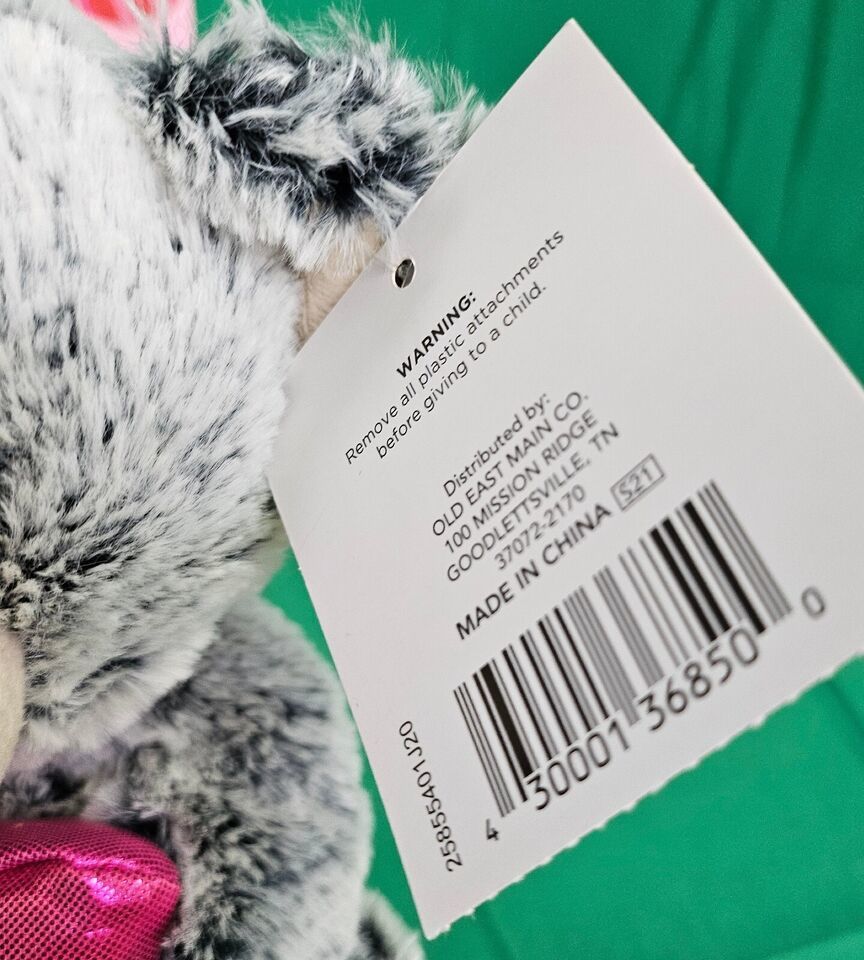 WARNING:
Remove all plastic attachments
before giving to a child.
Distributed by:
OLD EAST MAIN CO.
100 MISSION RIDGE
GOODLETTSVILLE, TN
37072-2170
MADE IN CHINA S21
4 30001 36850 0
25855401J20